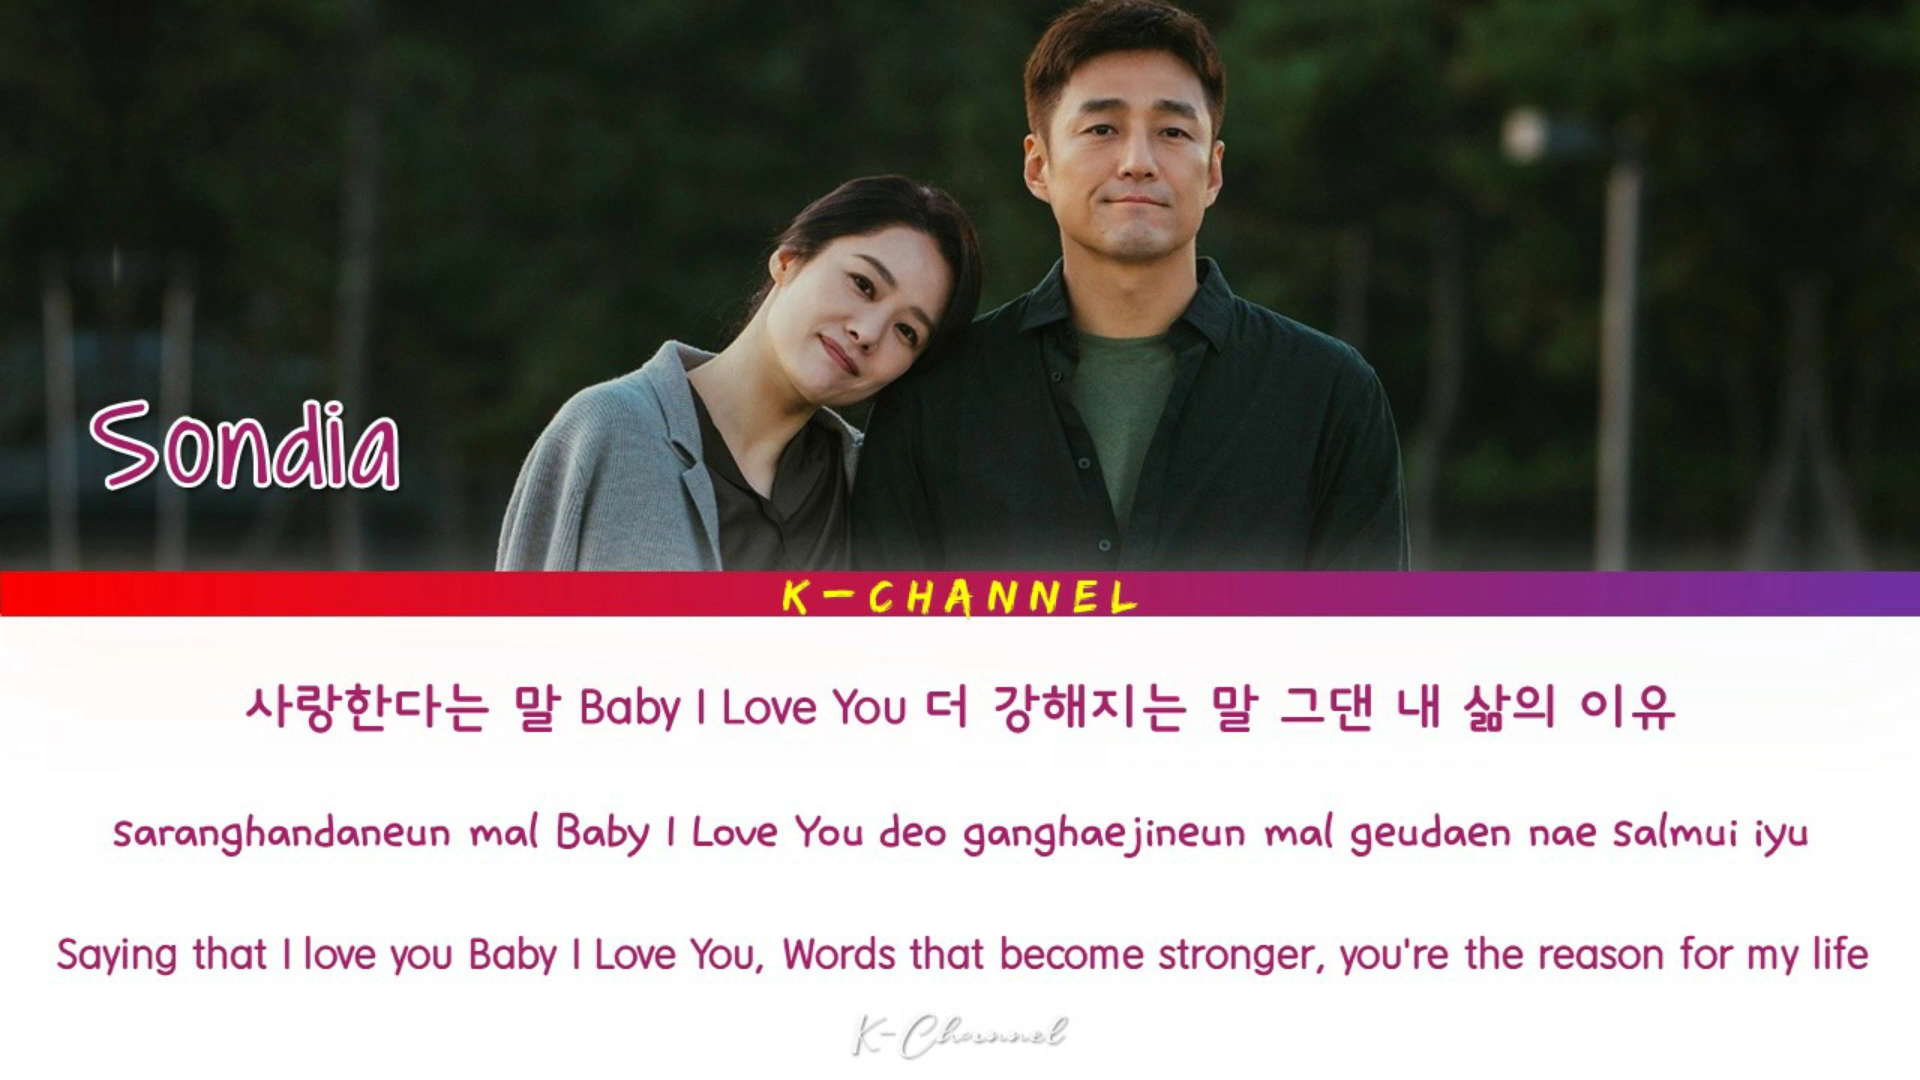 Sondia
K-CHANNEL
사랑한다는 말 Baby I Love You 더 강해지는 말 그댄 내 삶의 이유
saranghandaneun mal Baby I Love You deo ganghaejineun mal geudaen nae salmui iyu
Saying that I love you Baby I Love You, Words that become stronger, you're the reason for my life
K-Channel